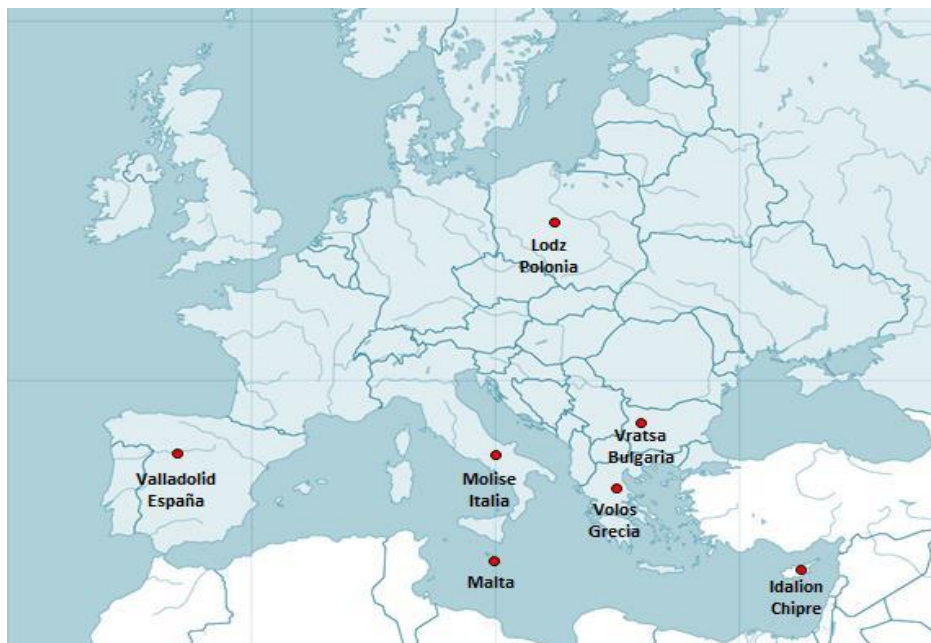 Lodz
Polonia
Vratsa
Bulgaria
Valladolid
España
Molise
Italia
Volos
Grecia
Malta
Idalion
Chipre